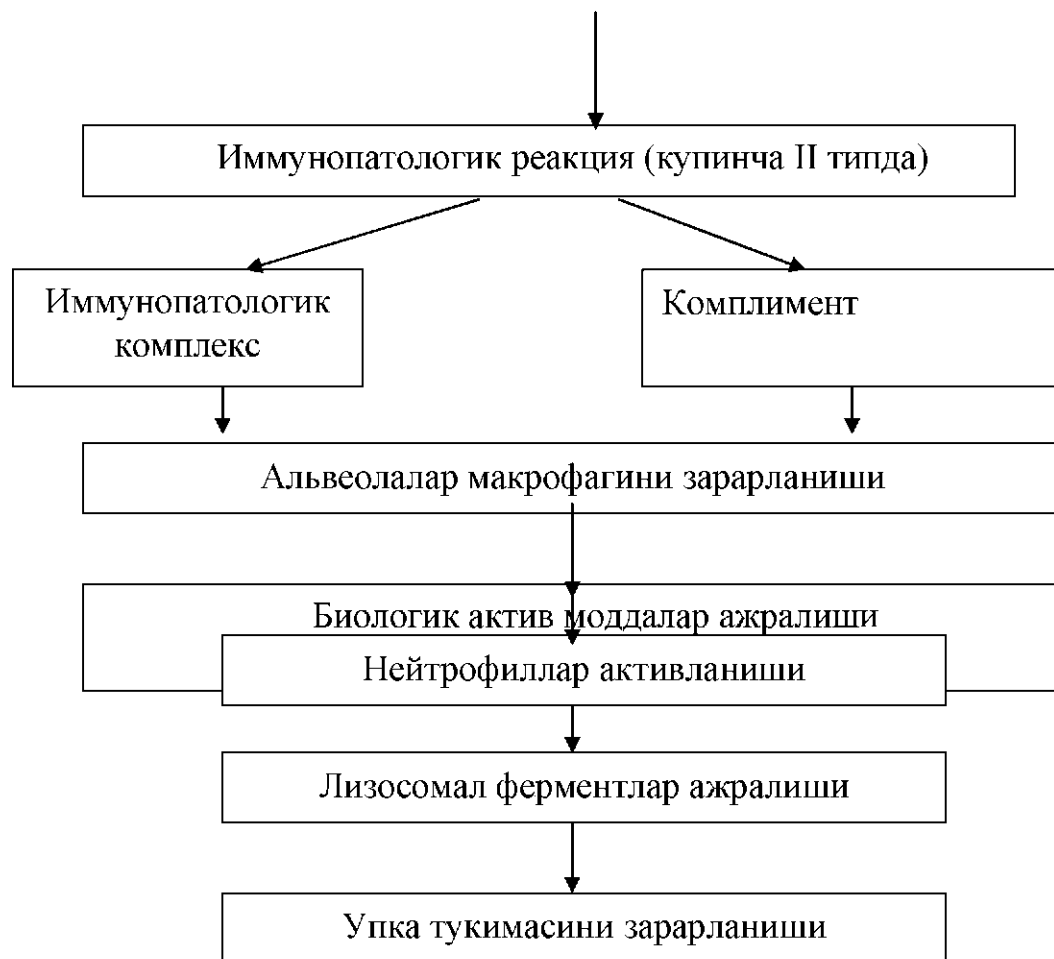 Иммунопатологик реакция (купинча II типда)
Иммунопатологик
комплекс
Комплимент
Альвеолалар макрофагини зарарланиши
Биологик актив моддалар ажралиши
Нейтрофиллар активланиши
Лизосомал ферментлар ажралиши
Упка тукимасини зарарланиши